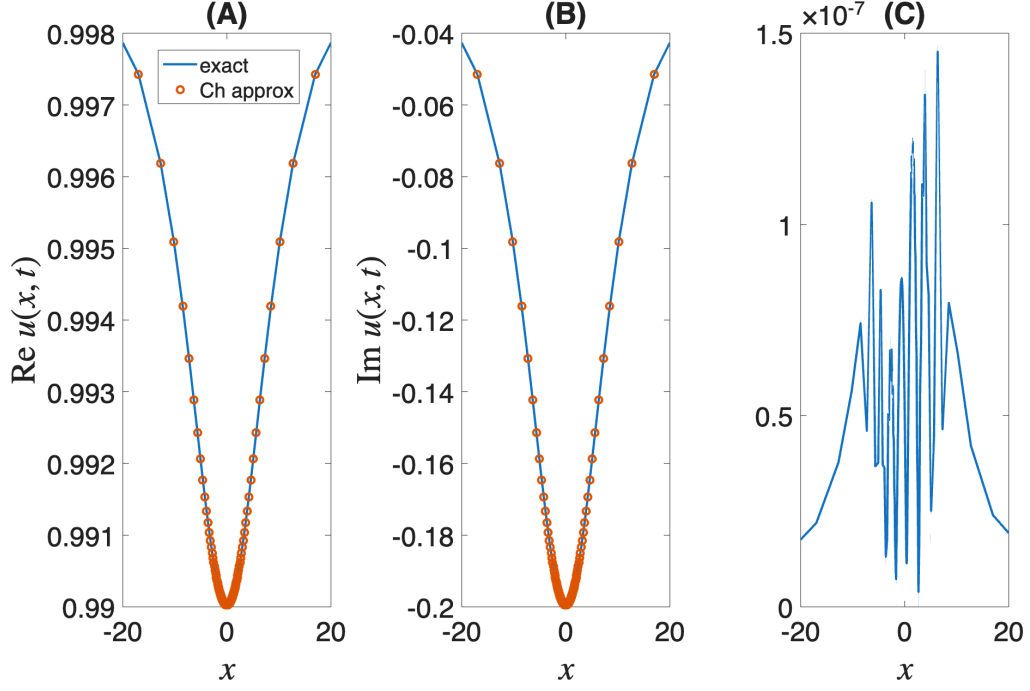 (A)
0.998
0.997
0.996
0.995
0.994
0.993
0.992
0.991
0.99
Re u(x, t)
exact
Ch approx
-20 0 20
x
(B)
-0.04
-0.06
-0.08
-0.1
-0.12
-0.14
-0.16
-0.18
-0.2
Im u(x, t)
-20 0 20
x
×10⁻⁷ (C)
1.5
1
0.5
0
-20 0 20
x